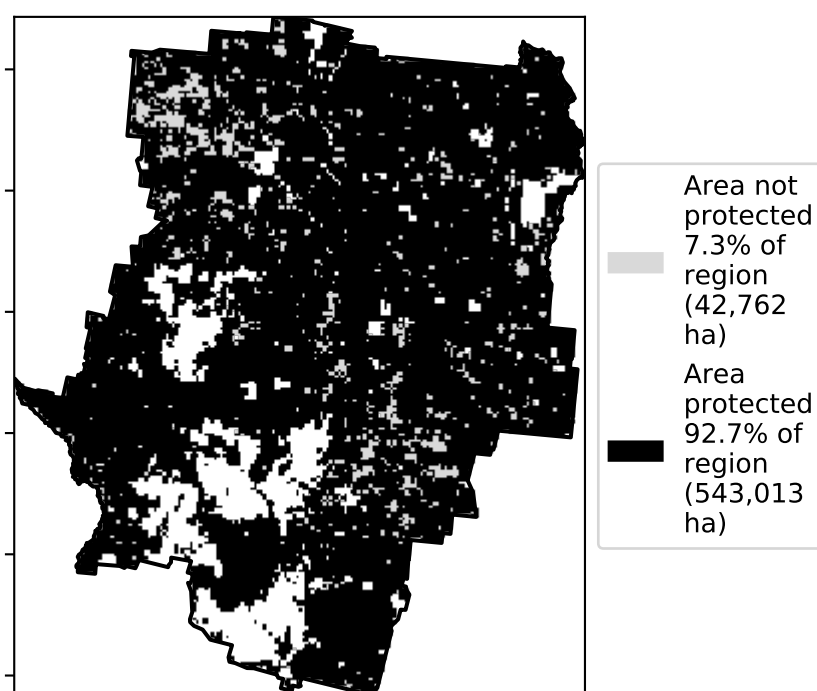 Area not
protected
7.3% of
region
(42,762
ha)
Area
protected
92.7% of
region
(543,013
ha)